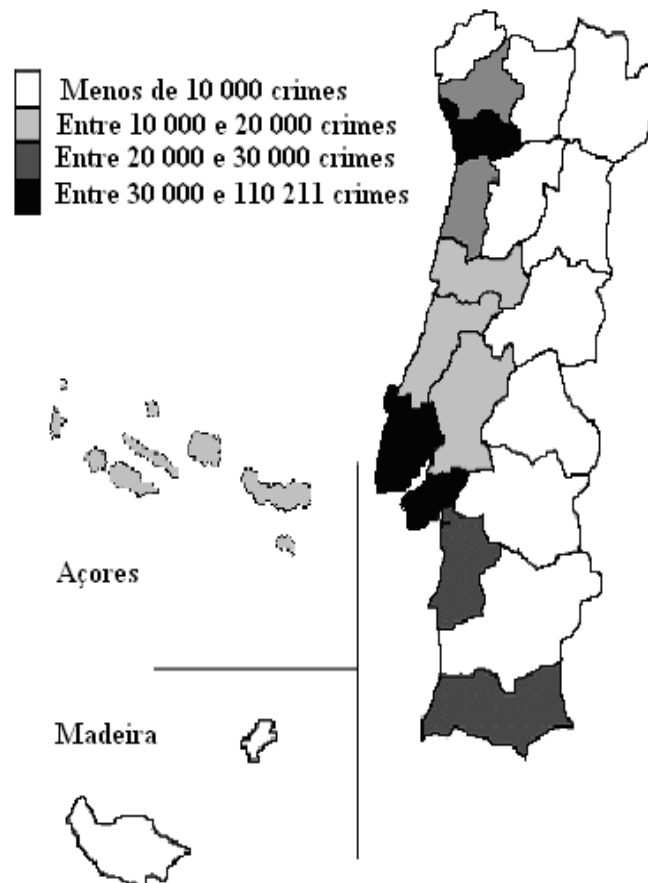 Menos de 10 000 crimes
Entre 10 000 e 20 000 crimes
Entre 20 000 e 30 000 crimes
Entre 30 000 e 110 211 crimes
Açores
Madeira